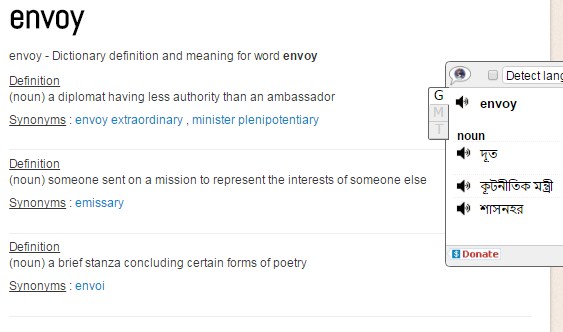 envoy
envoy - Dictionary definition and meaning for word envoy
Definition
(noun) a diplomat having less authority than an ambassador
Synonyms : envoy extraordinary , minister plenipotentiary
Definition
(noun) someone sent on a mission to represent the interests of someone else
Synonyms : emissary
Definition
(noun) a brief stanza concluding certain forms of poetry
Synonyms : envoi
Detect lang
G
M
T
envoy
noun
দূত
কূটনীতিক মন্ত্রী
শাসনহর
Donate